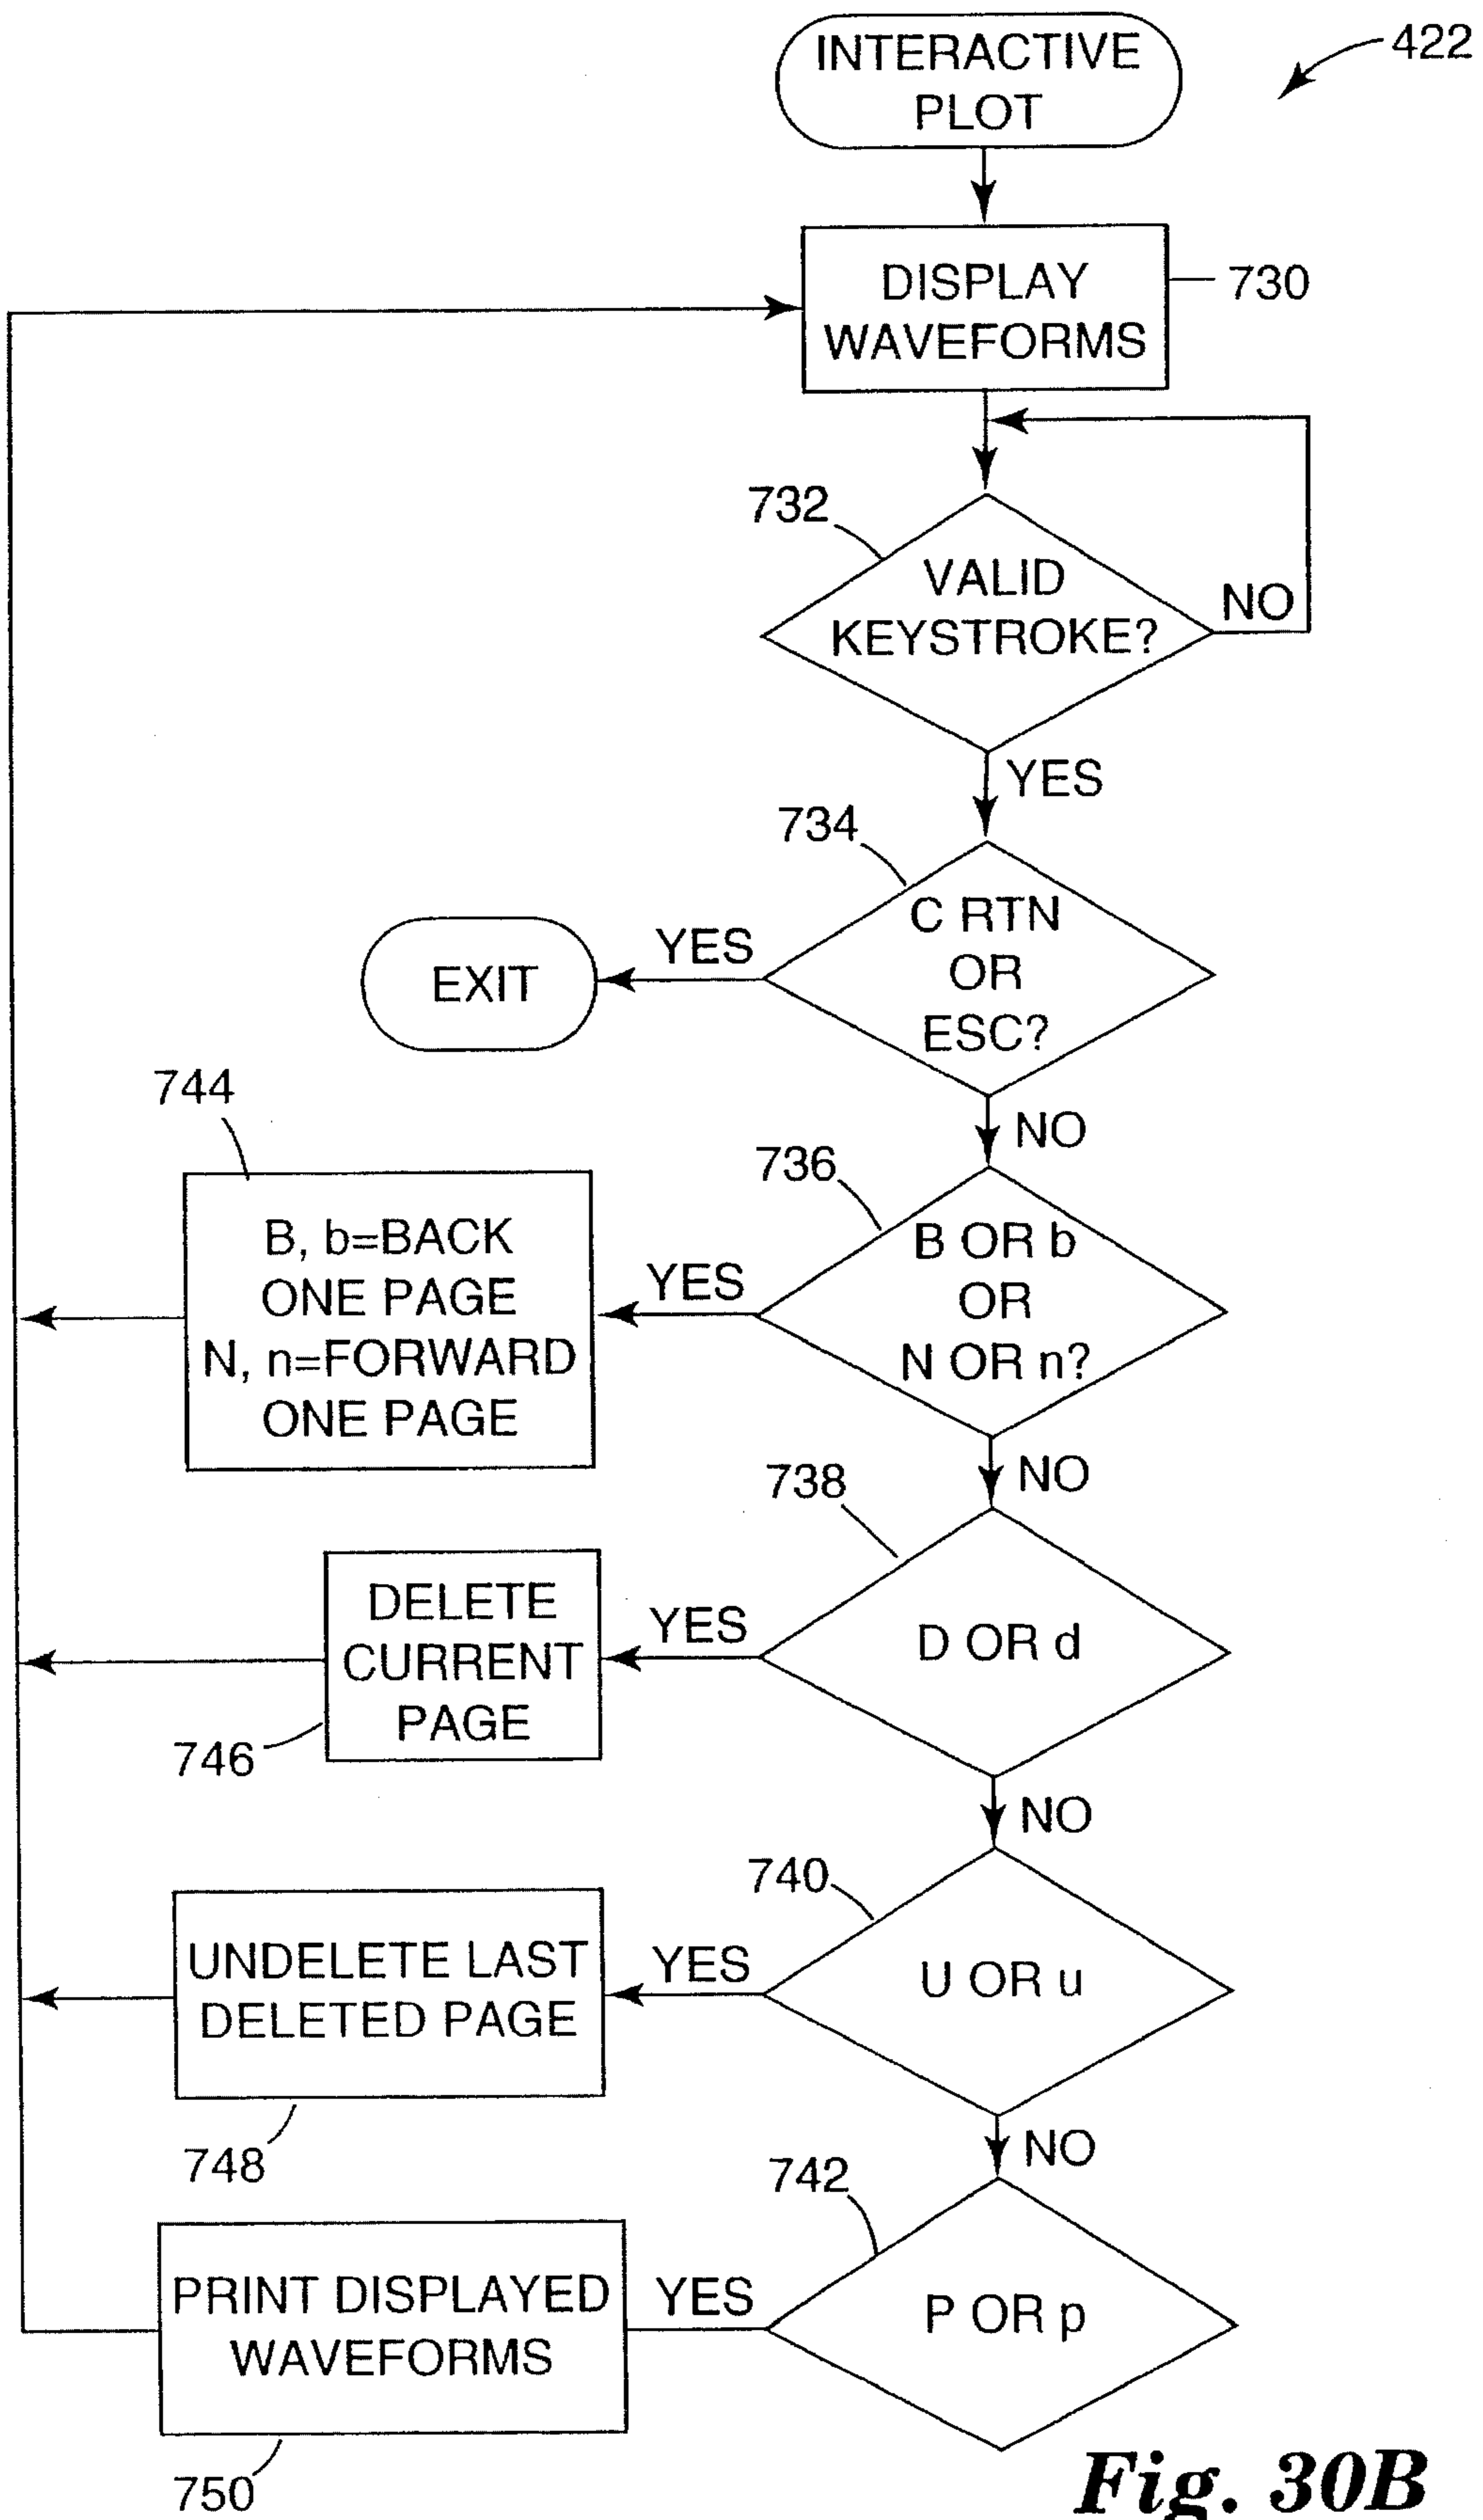 INTERACTIVE
PLOT
422
DISPLAY
WAVEFORMS
730
732
VALID
KEYSTROKE?
NO
YES
734
C RTN
OR
ESC?
YES
EXIT
NO
744
736
B OR b
OR
N OR n?
YES
B, b=BACK
ONE PAGE
N, n=FORWARD
ONE PAGE
NO
738
D OR d
YES
DELETE
CURRENT
PAGE
746
NO
740
U OR u
YES
UNDELETE LAST
DELETED PAGE
748
NO
742
P OR p
YES
PRINT DISPLAYED
WAVEFORMS
750
Fig. 30B